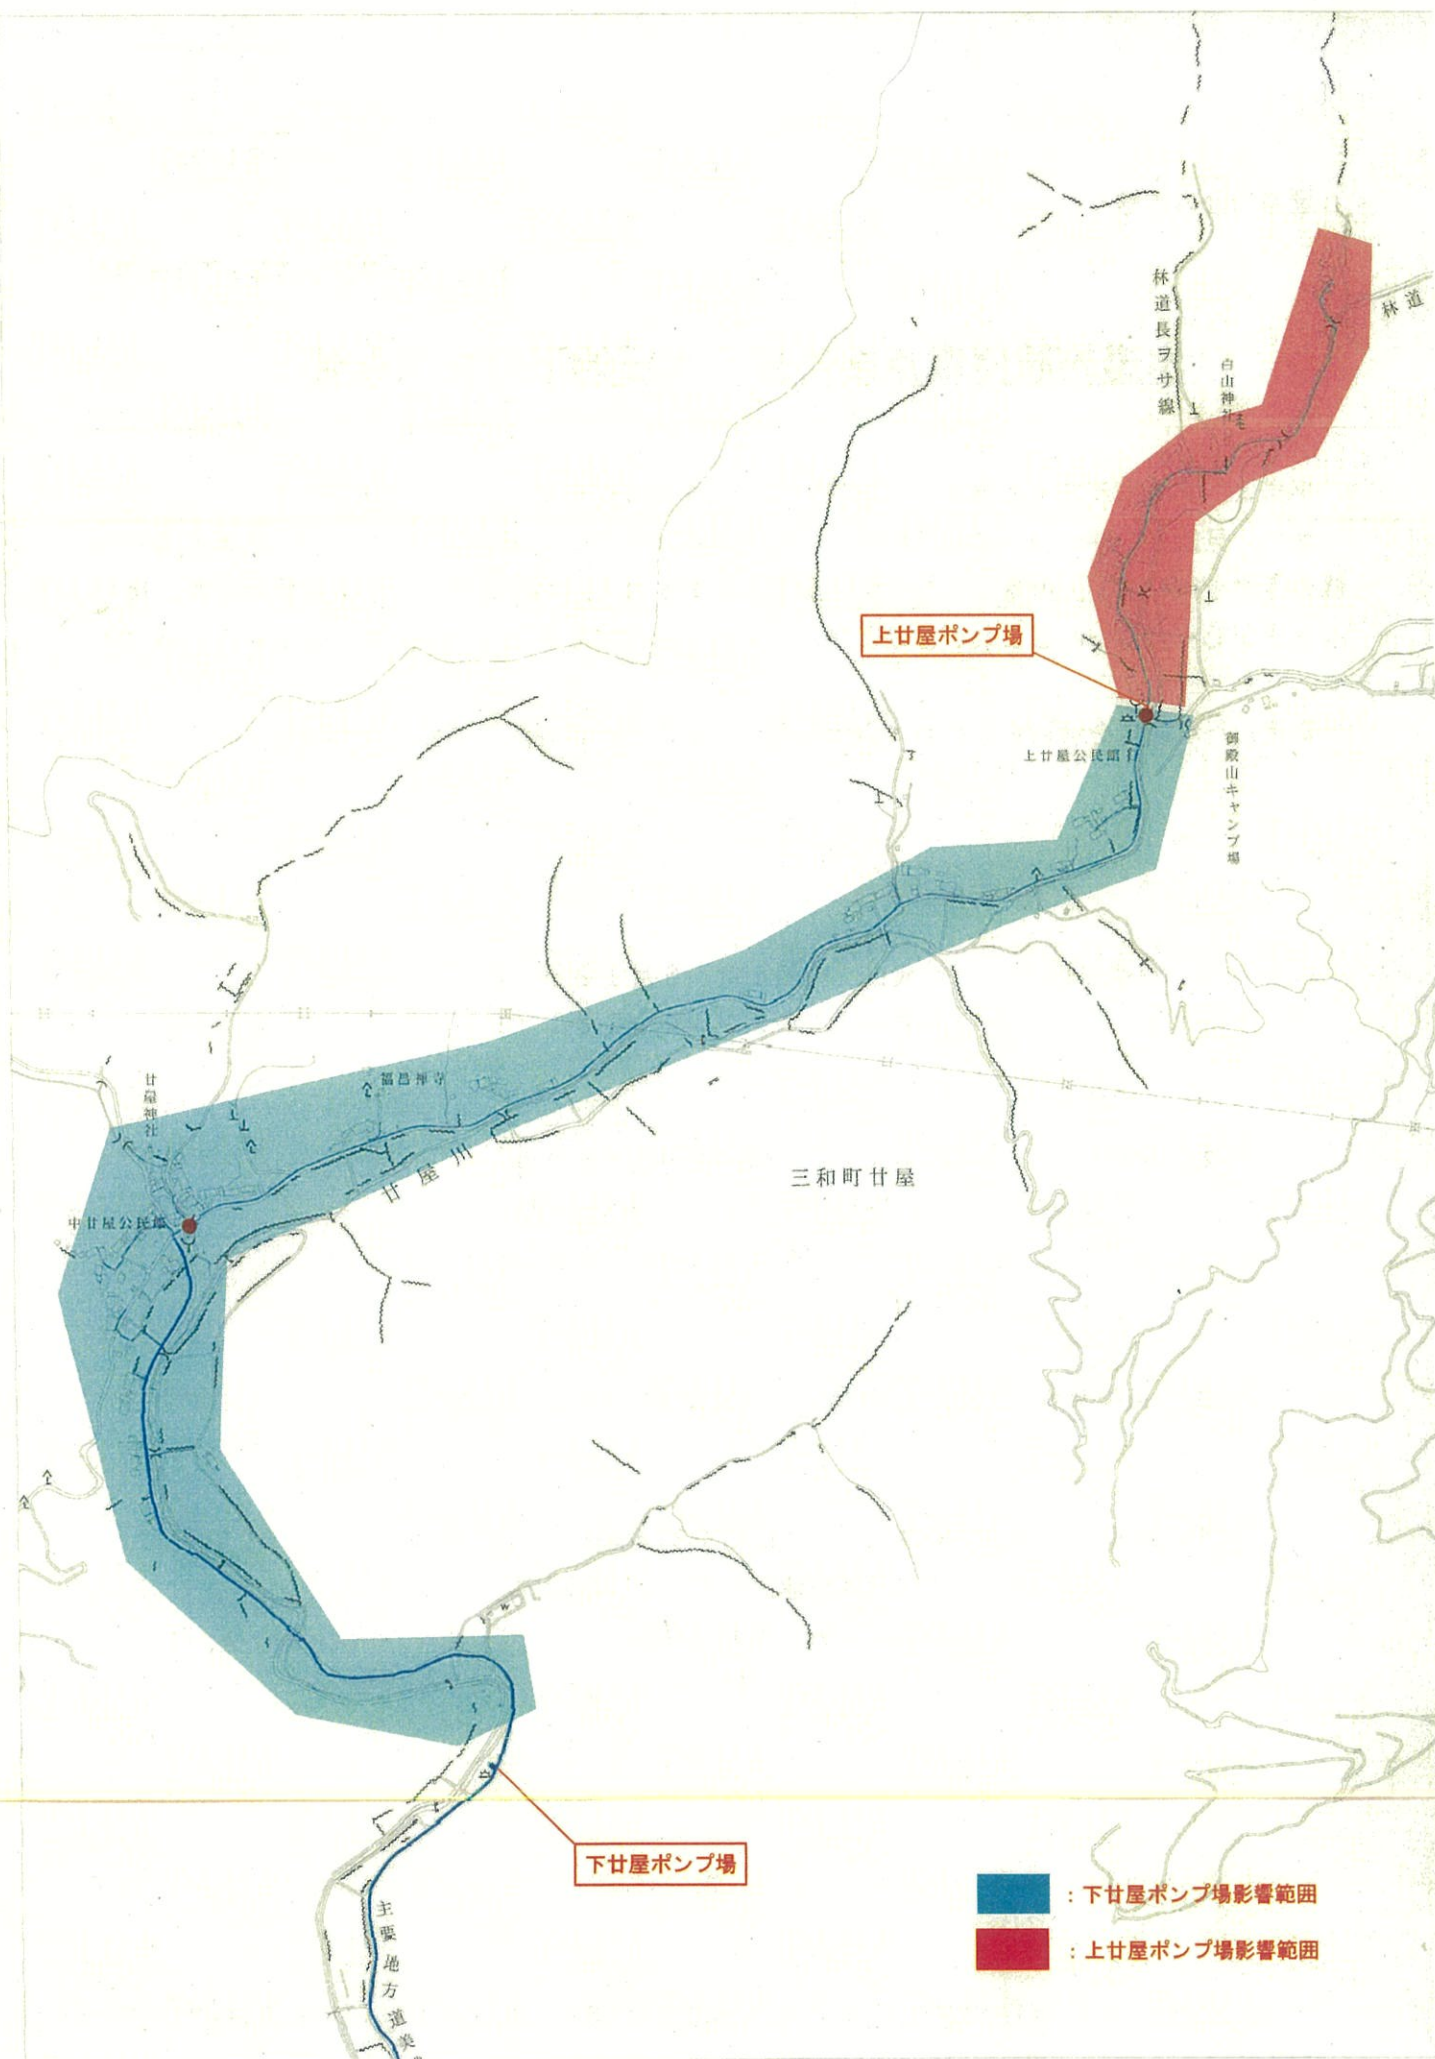 林道長ヲサ線
林道
白山神社
上廿屋ポンプ場
上廿屋公民館
御殿山キャンプ場
廿屋神社
福昌禅寺
廿屋川
三和町廿屋
中廿屋公民館
下廿屋ポンプ場
：下廿屋ポンプ場影響範囲
：上廿屋ポンプ場影響範囲
主要地方道美